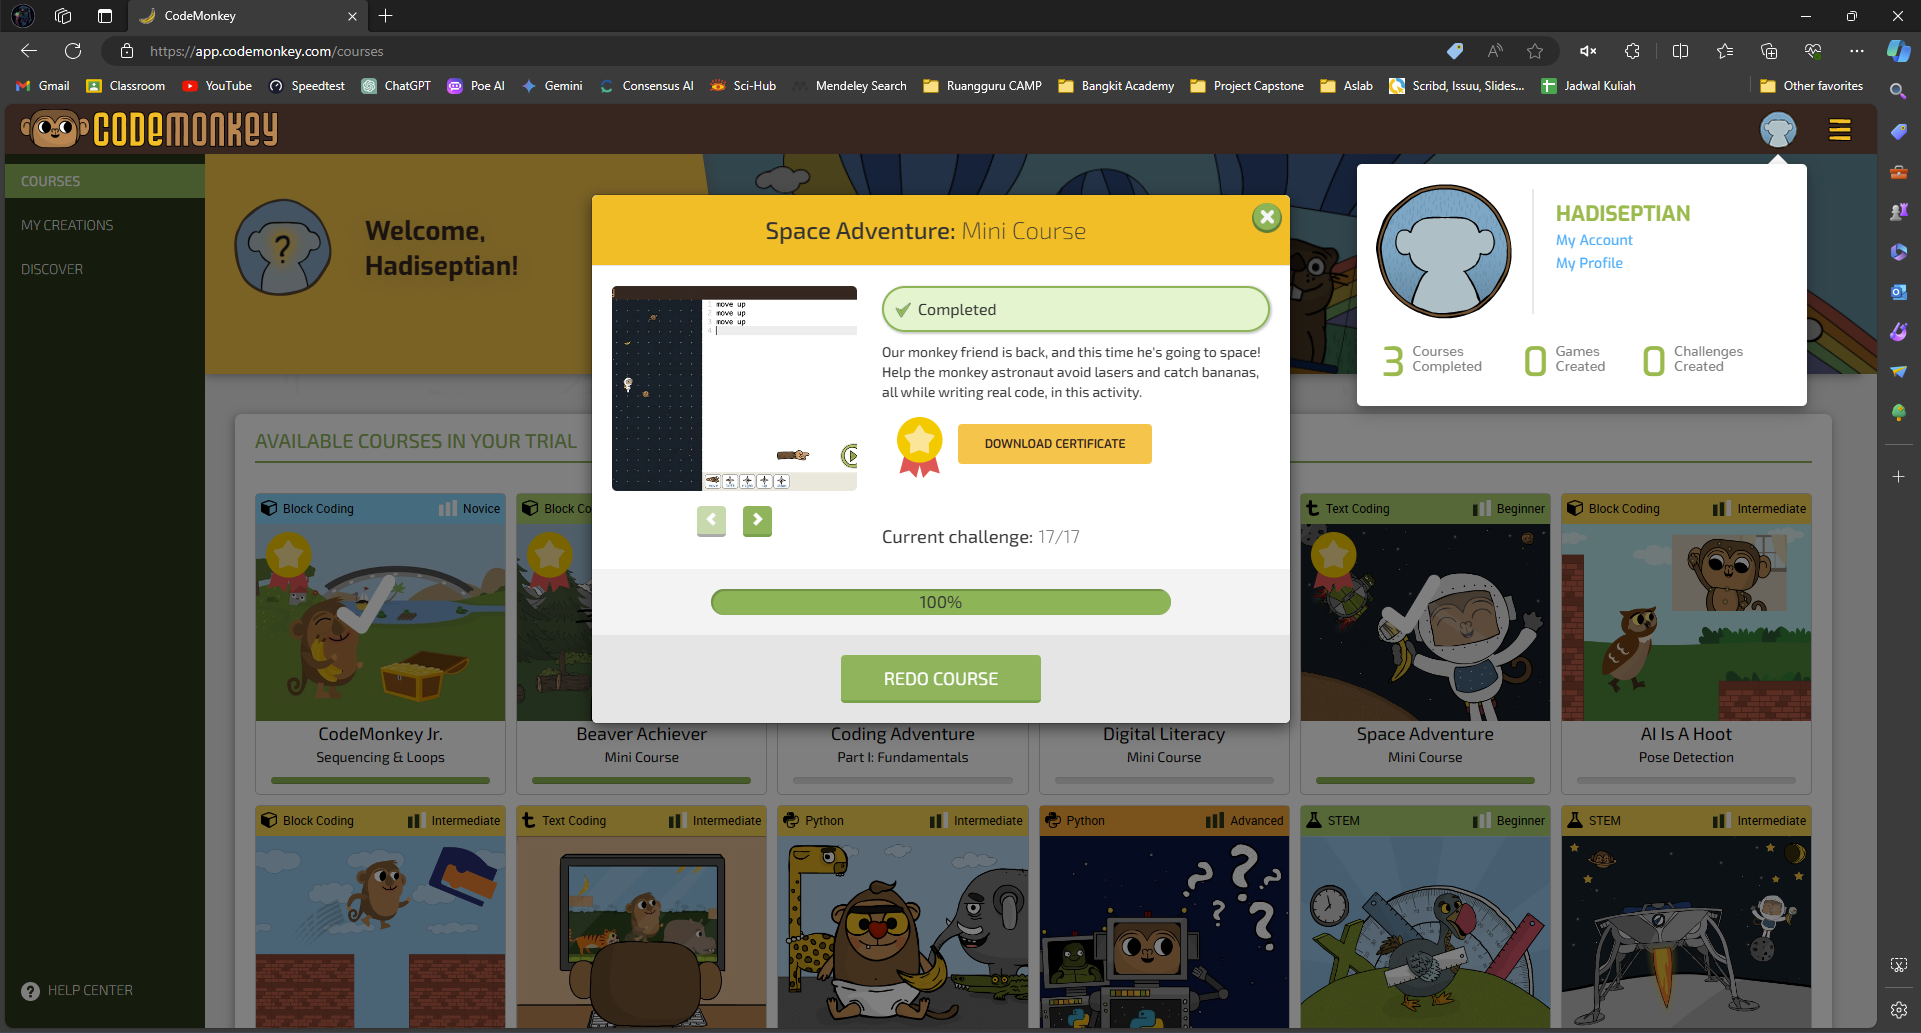 CodeMonkey
https://app.codemonkey.com/courses
Gmail
Classroom
YouTube
Speedtest
ChatGPT
Poe AI
Gemini
Consensus AI
Sci-Hub
Mendeley Search
Ruangguru CAMP
Bangkit Academy
Project Capstone
Aslab
Scribd, Issuu, Slides...
Jadwal Kuliah
Other favorites
CODEMONKEY
COURSES
MY CREATIONS
DISCOVER
HELP CENTER
Welcome,
Hadiseptian!
HADISEPTIAN
My Account
My Profile
3 Courses
Completed
0 Games
Created
0 Challenges
Created
Space Adventure: Mini Course
1 move up
2 move up
3 move up
4
Completed
Our monkey friend is back, and this time he's going to space!
Help the monkey astronaut avoid lasers and catch bananas,
all while writing real code, in this activity.
DOWNLOAD CERTIFICATE
Current challenge: 17/17
100%
REDO COURSE
AVAILABLE COURSES IN YOUR TRIAL
Block Coding Novice
CodeMonkey Jr.
Sequencing & Loops
Block Co
Beaver Achiever
Mini Course
Coding Adventure
Part I: Fundamentals
Digital Literacy
Mini Course
Text Coding Beginner
Space Adventure
Mini Course
Block Coding Intermediate
AI Is A Hoot
Pose Detection
Block Coding Intermediate
Text Coding Intermediate
Python Intermediate
Python Advanced
STEM Beginner
STEM Intermediate